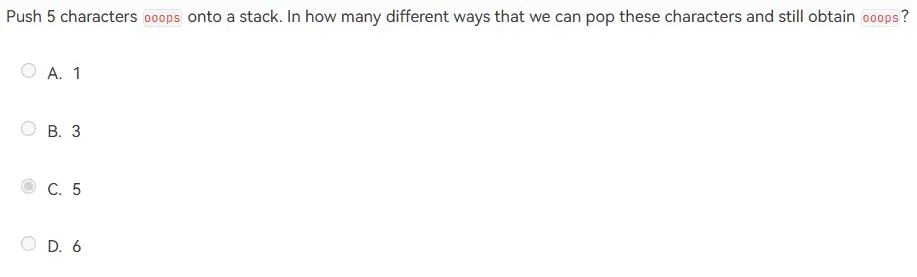 Push 5 characters ooops onto a stack. In how many different ways that we can pop these characters and still obtain ooops?
A. 1
B. 3
C. 5
D. 6